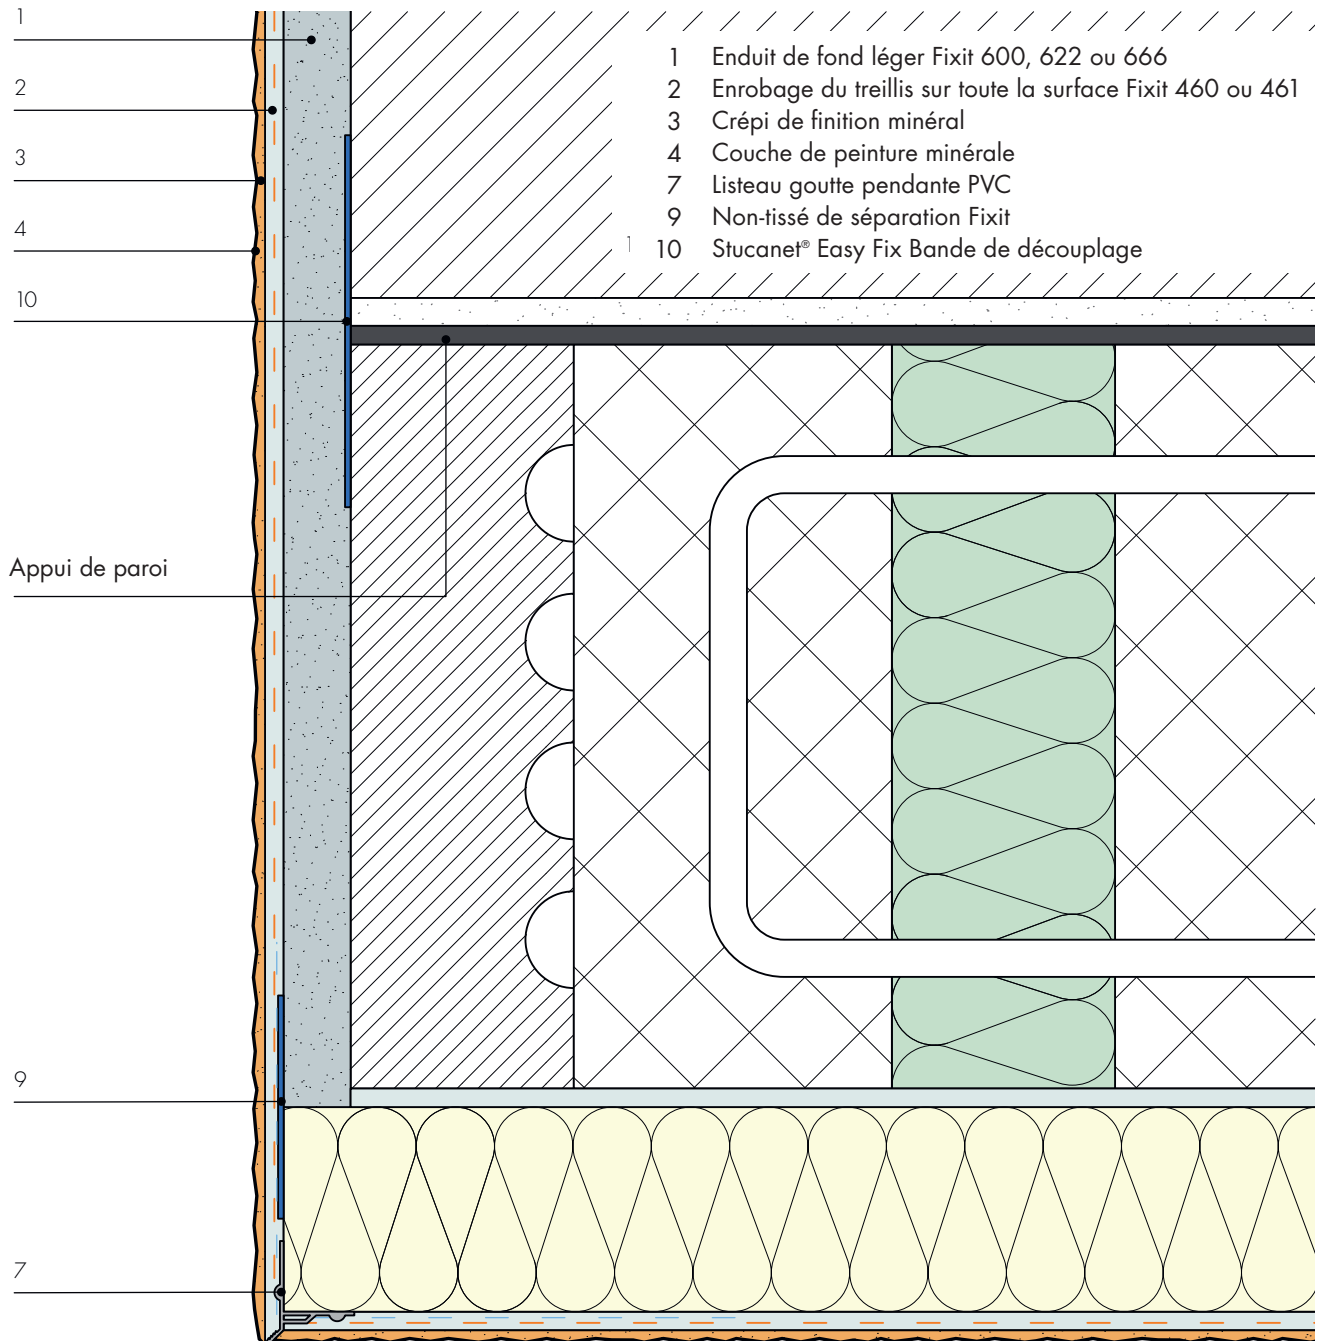 1
1 Enduit de fond léger Fixit 600, 622 ou 666
2
2 Enrobage du treillis sur toute la surface Fixit 460 ou 461
3 Crépi de finition minéral
3
4 Couche de peinture minérale
7 Listeau goutte pendante PVC
4
9 Non-tissé de séparation Fixit
1
10 Stucanet® Easy Fix Bande de découplage
10
Appui de paroi
9
7